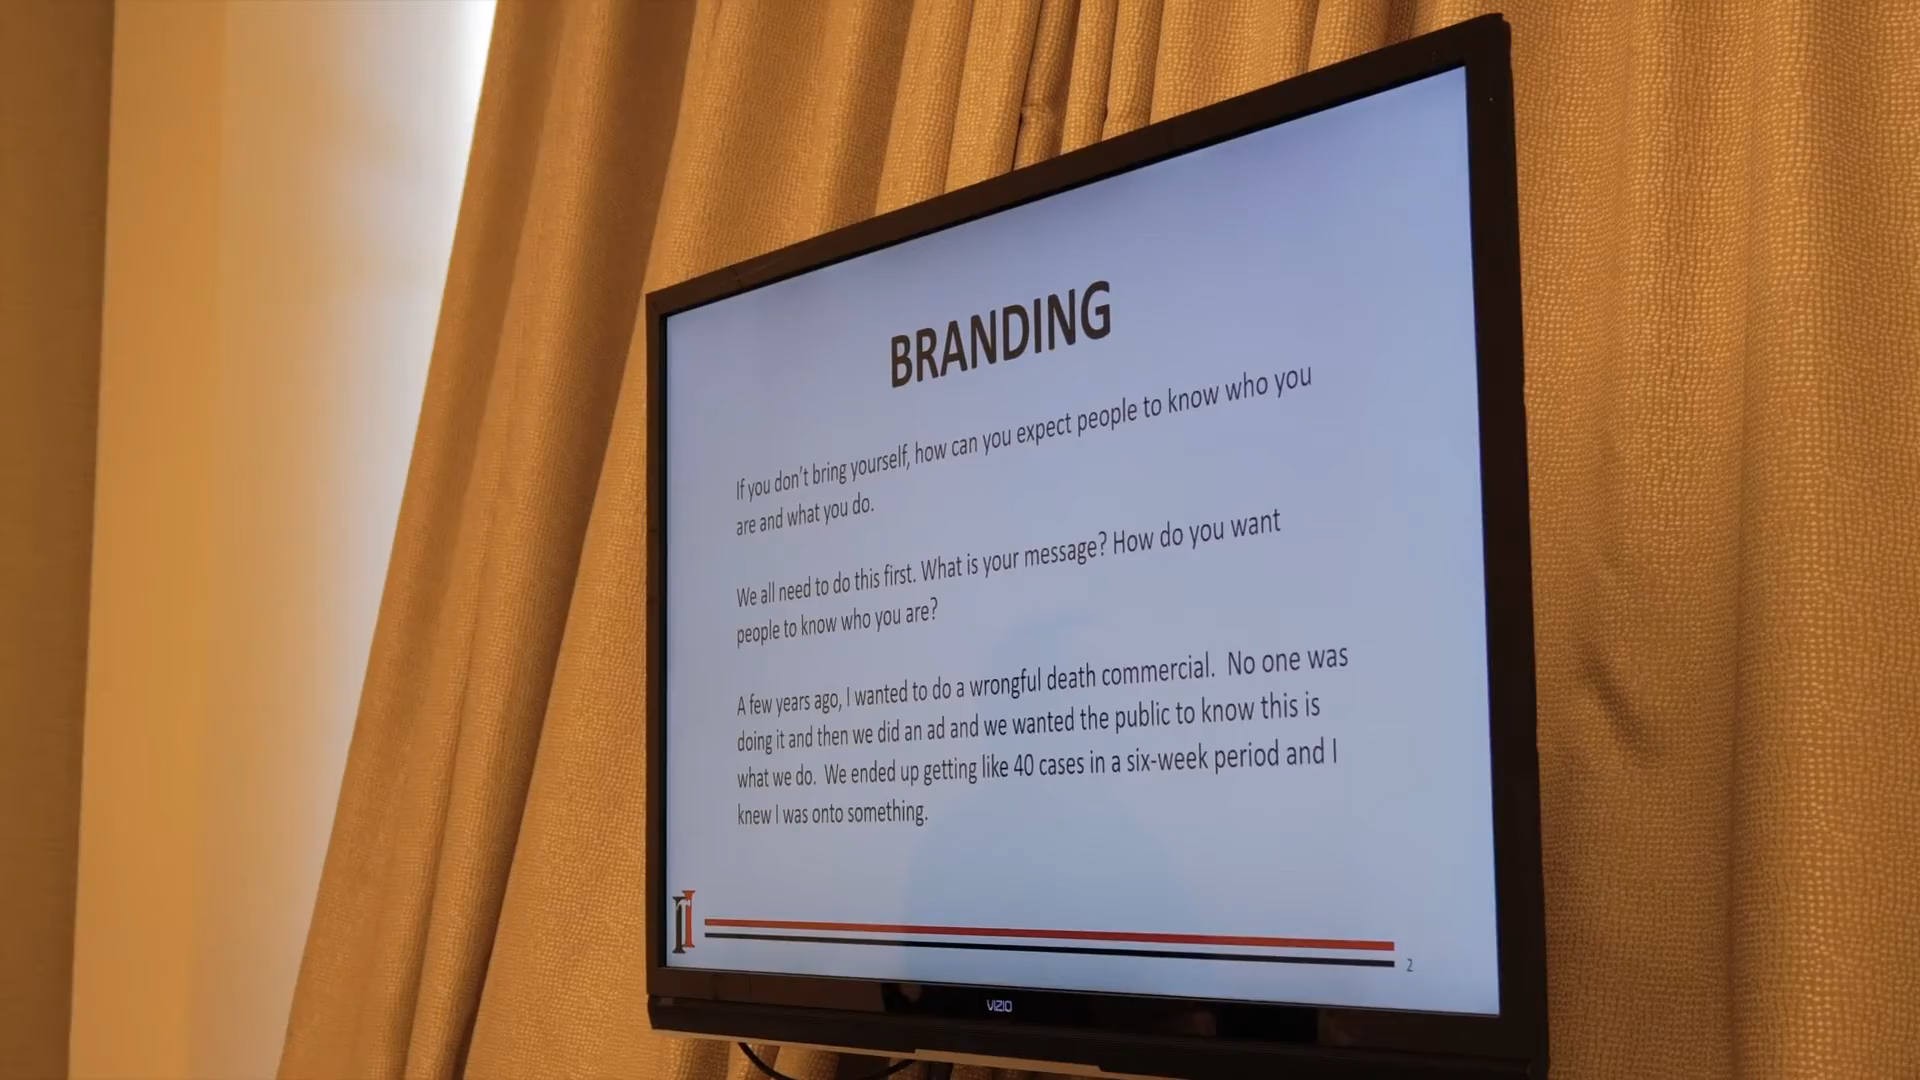 BRANDING
If you don't bring yourself, how can you expect people to know who you
are and what you do.
We all need to do this first. What is your message? How do you want
people to know who you are?
A few years ago, I wanted to do a wrongful death commercial.  No one was
doing it and then we did an ad and we wanted the public to know this is
what we do.  We ended up getting like 40 cases in a six-week period and I
knew I was onto something.
2
VIZIO